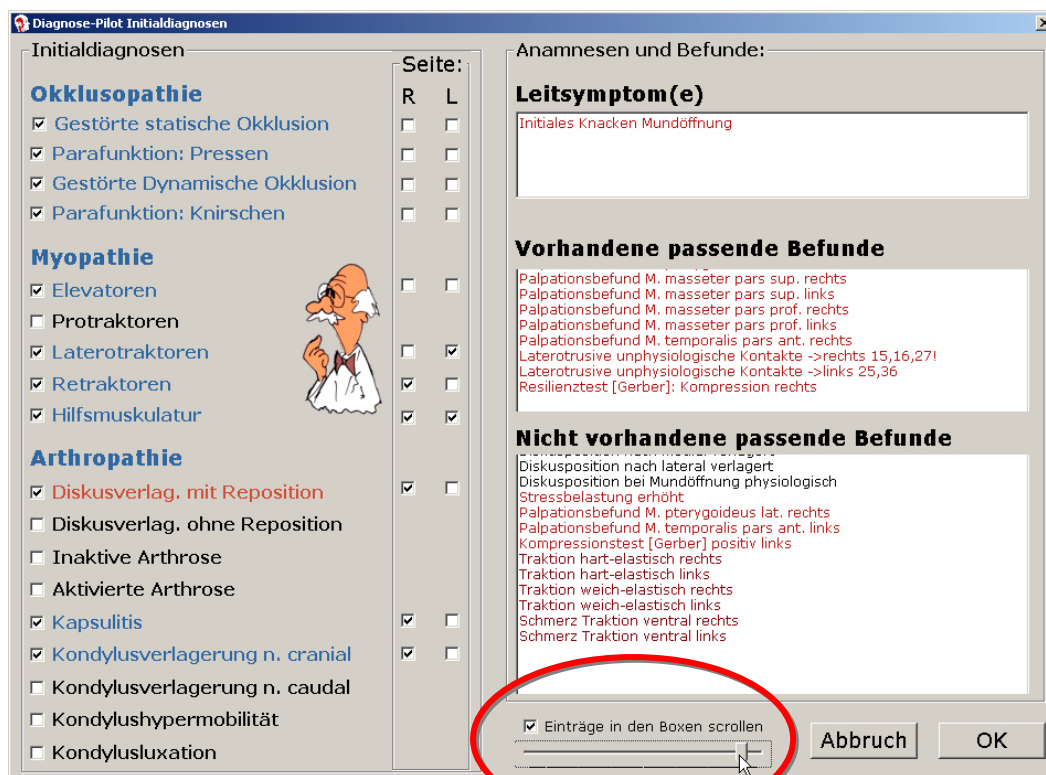 Diagnose-Pilot Initialdiagnosen
Initialdiagnosen
Seite:
R L
Okklusopathie
Gestörte statische Okklusion
Parafunktion: Pressen
Gestörte Dynamische Okklusion
Parafunktion: Knirschen
Myopathie
Elevatoren
Protraktoren
Laterotraktoren
Retraktoren
Hilfsmuskulatur
Arthropathie
Diskusverlag. mit Reposition
Diskusverlag. ohne Reposition
Inaktive Arthrose
Aktivierte Arthrose
Kapsulitis
Kondylusverlagerung n. cranial
Kondylusverlagerung n. caudal
Kondylushypermobilität
Kondylusluxation
Anamnesen und Befunde:
Leitsymptom(e)
Initiales Knacken Mundöffnung
Vorhandene passende Befunde
Palpationsbefund M. masseter pars sup. rechts
Palpationsbefund M. masseter pars sup. links
Palpationsbefund M. masseter pars prof. rechts
Palpationsbefund M. masseter pars prof. links
Palpationsbefund M. temporalis pars ant. rechts
Laterotrusive unphysiologische Kontakte ->rechts 15,16,27!
Laterotrusive unphysiologische Kontakte ->links 25,36
Resilienztest [Gerber]: Kompression rechts
Nicht vorhandene passende Befunde
Diskusposition nach lateral verlagert
Diskusposition bei Mundöffnung physiologisch
Stressbelastung erhöht
Palpationsbefund M. pterygoideus lat. rechts
Palpationsbefund M. temporalis pars ant. links
Kompressionstest [Gerber] positiv links
Traktion hart-elastisch rechts
Traktion hart-elastisch links
Traktion weich-elastisch rechts
Traktion weich-elastisch links
Schmerz Traktion ventral rechts
Schmerz Traktion ventral links
Einträge in den Boxen scrollen
Abbruch
OK